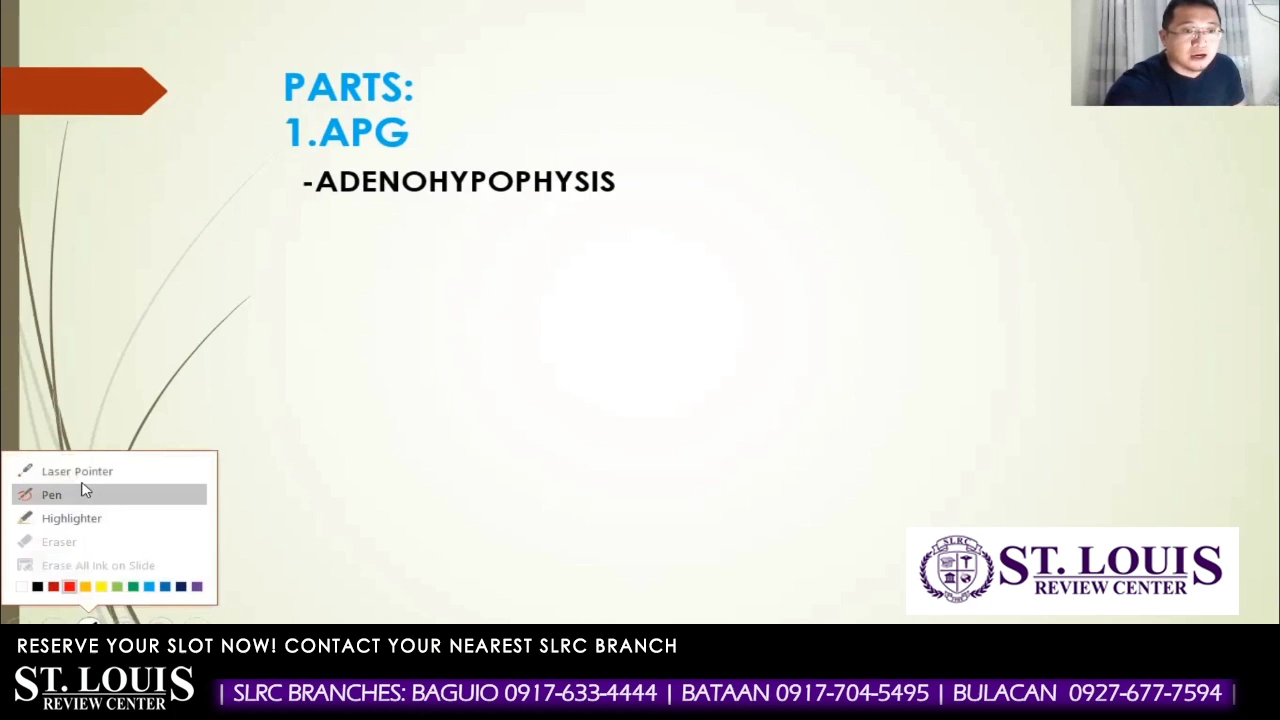 PARTS:
1.APG
-ADENOHYPOPHYSIS
Laser Pointer
Pen
Highlighter
Eraser
Erase All Ink on Slide
SLRC
ST. LOUIS
REVIEW CENTER
RESERVE YOUR SLOT NOW! CONTACT YOUR NEAREST SLRC BRANCH
ST. LOUIS
REVIEW CENTER
| SLRC BRANCHES: BAGUIO 0917-633-4444 | BATAAN 0917-704-5495 | BULACAN 0927-677-7594 |